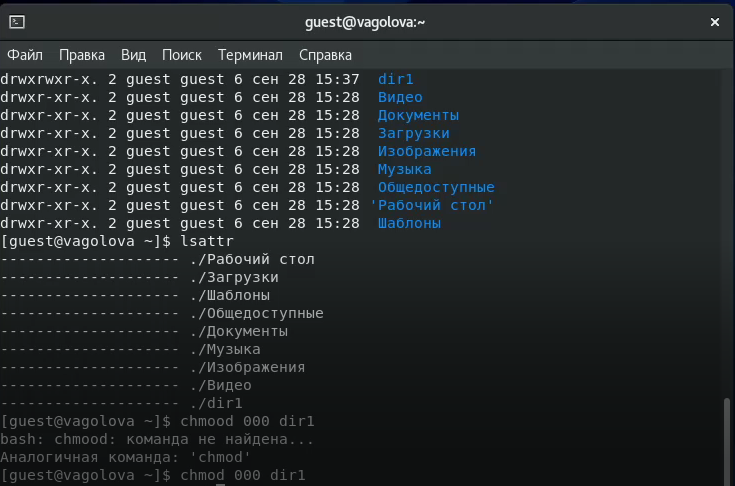 guest@vagolova:~
Файл Правка Вид Поиск Терминал Справка
drwxrwxr-x. 2 guest guest 6 сен 28 15:37 dir1
drwxr-xr-x. 2 guest guest 6 сен 28 15:28 Видео
drwxr-xr-x. 2 guest guest 6 сен 28 15:28 Документы
drwxr-xr-x. 2 guest guest 6 сен 28 15:28 Загрузки
drwxr-xr-x. 2 guest guest 6 сен 28 15:28 Изображения
drwxr-xr-x. 2 guest guest 6 сен 28 15:28 Музыка
drwxr-xr-x. 2 guest guest 6 сен 28 15:28 Общедоступные
drwxr-xr-x. 2 guest guest 6 сен 28 15:28 'Рабочий стол'
drwxr-xr-x. 2 guest guest 6 сен 28 15:28 Шаблоны
[guest@vagolova ~]$ lsattr
-------------------- ./Рабочий стол
-------------------- ./Загрузки
-------------------- ./Шаблоны
-------------------- ./Общедоступные
-------------------- ./Документы
-------------------- ./Музыка
-------------------- ./Изображения
-------------------- ./Видео
-------------------- ./dir1
[guest@vagolova ~]$ chmood 000 dir1
bash: chmood: команда не найдена...
Аналогичная команда: 'chmod'
[guest@vagolova ~]$ chmod 000 dir1